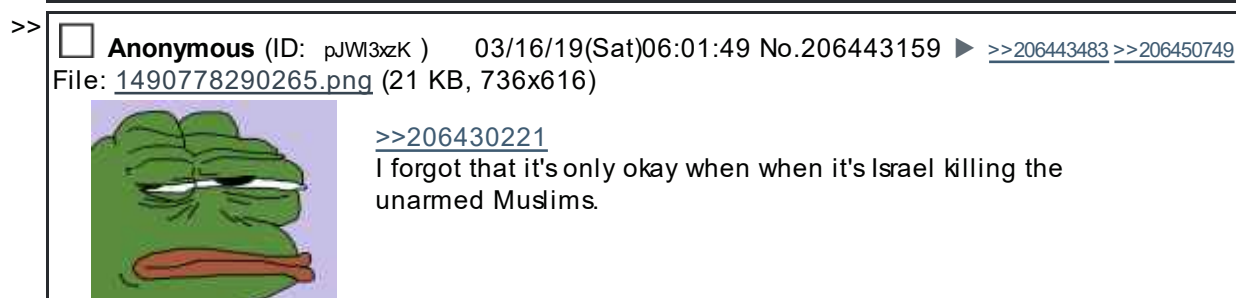 >>
Anonymous (ID: pJWl3xzK ) 03/16/19(Sat)06:01:49 No.206443159 ▶ >>206443483 >>206450749
File: 1490778290265.png (21 KB, 736x616)
>>206430221
I forgot that it's only okay when when it's Israel killing the
unarmed Muslims.